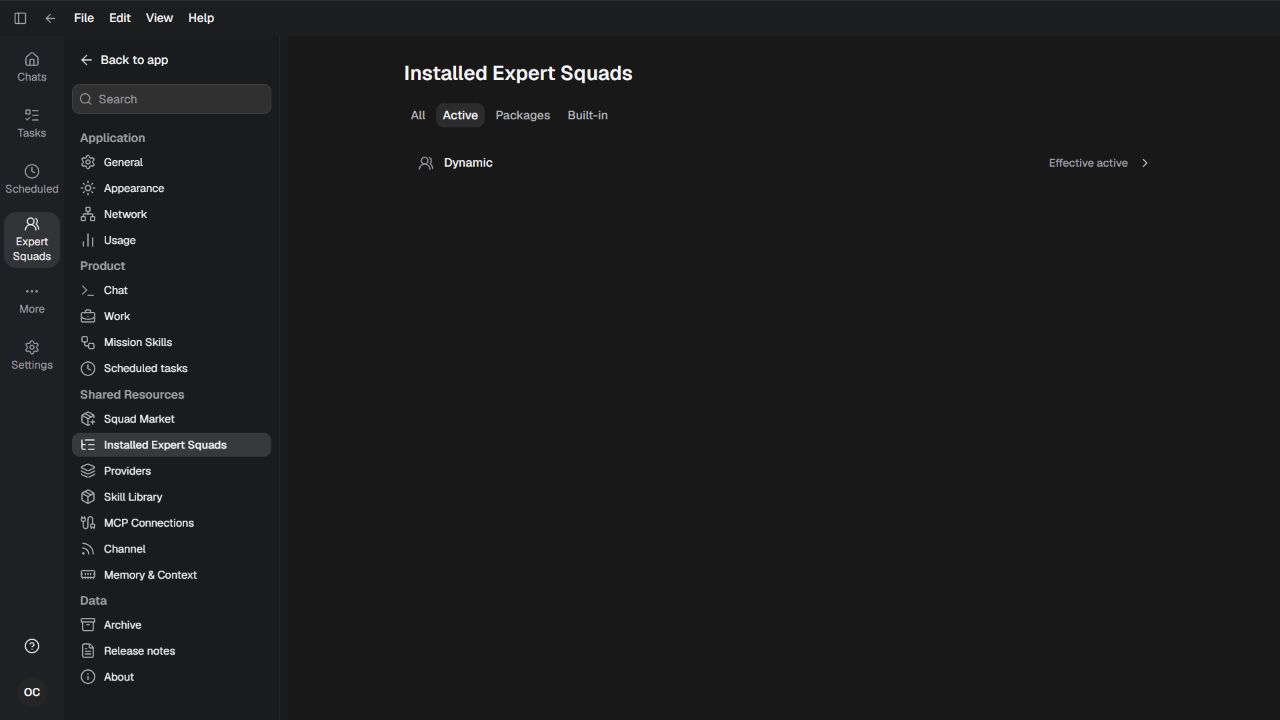 File Edit View Help
Chats
Tasks
Scheduled
Expert
Squads
More
Settings
OC
Back to app
Search
Application
General
Appearance
Network
Usage
Product
Chat
Work
Mission Skills
Scheduled tasks
Shared Resources
Squad Market
Installed Expert Squads
Providers
Skill Library
MCP Connections
Channel
Memory & Context
Data
Archive
Release notes
About
Installed Expert Squads
All Active Packages Built-in
Dynamic Effective active